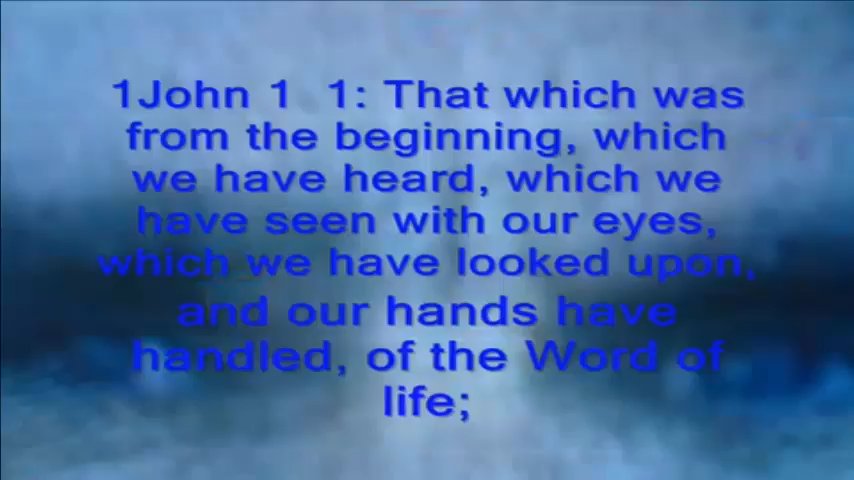 1John 1  1: That which was
from the beginning, which
we have heard, which we
have seen with our eyes,
which we have looked upon,
and our hands have
handled, of the Word of
life;